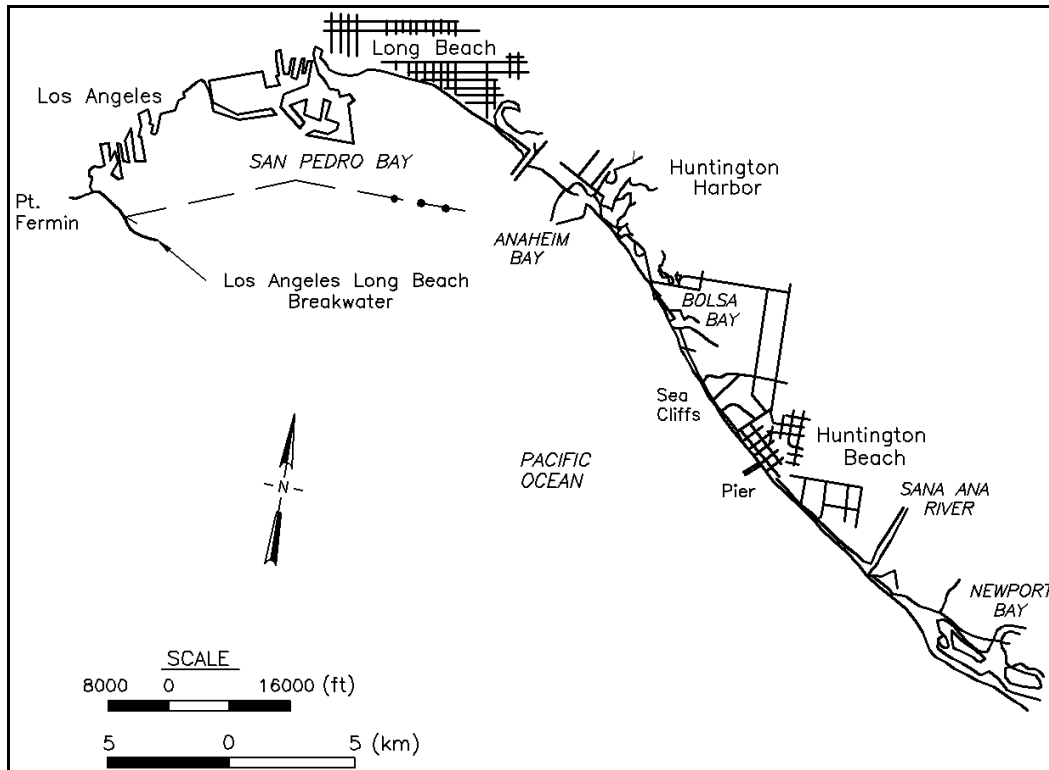 Long Beach
Los Angeles
SAN PEDRO BAY
Huntington
Harbor
Pt.
Fermin
ANAHEIM
BAY
Los Angeles Long Beach
Breakwater
BOLSA
BAY
Sea
Cliffs
Huntington
Beach
PACIFIC
OCEAN
N
Pier
SANA ANA
RIVER
NEWPORT
BAY
SCALE
8000 0 16000 (ft)
5 0 5 (km)